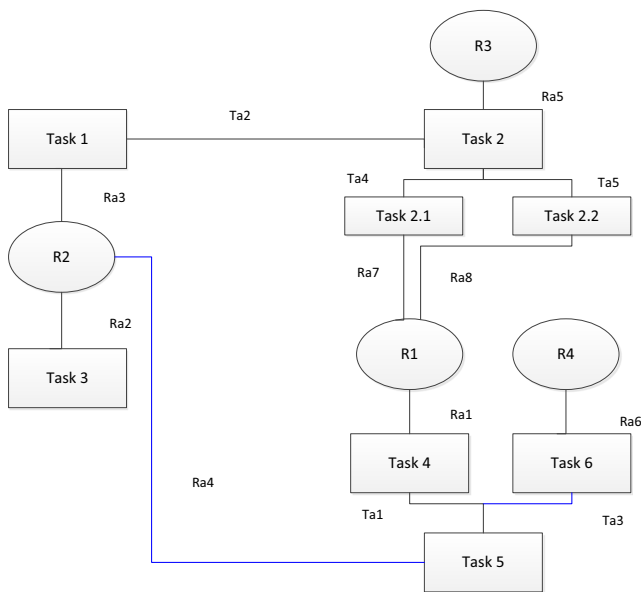 R3
Ra5
Ta2
Task 1
Task 2
Ta4
Ta5
Ra3
Task 2.1
Task 2.2
R2
Ra7
Ra8
Ra2
R1
R4
Task 3
Ra1
Ra6
Task 4
Task 6
Ra4
Ta1
Ta3
Task 5